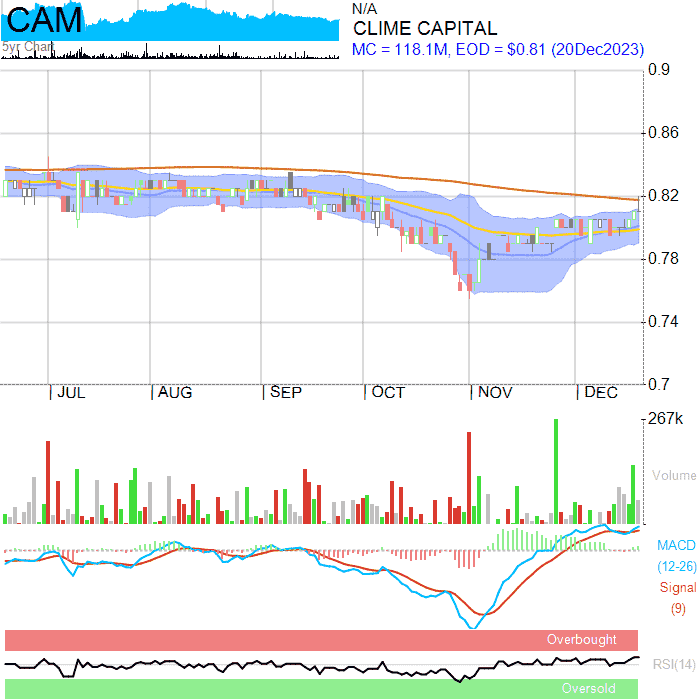 CAM
5yr Chart
N/A
CLIME CAPITAL
MC = 118.1M, EOD = $0.81 (20Dec2023)
0.9
0.86
0.82
0.78
0.74
0.7
JUL
AUG
SEP
OCT
NOV
DEC
267k
Volume
MACD
(12-26)
Signal
(9)
Overbought
RSI(14)
Oversold